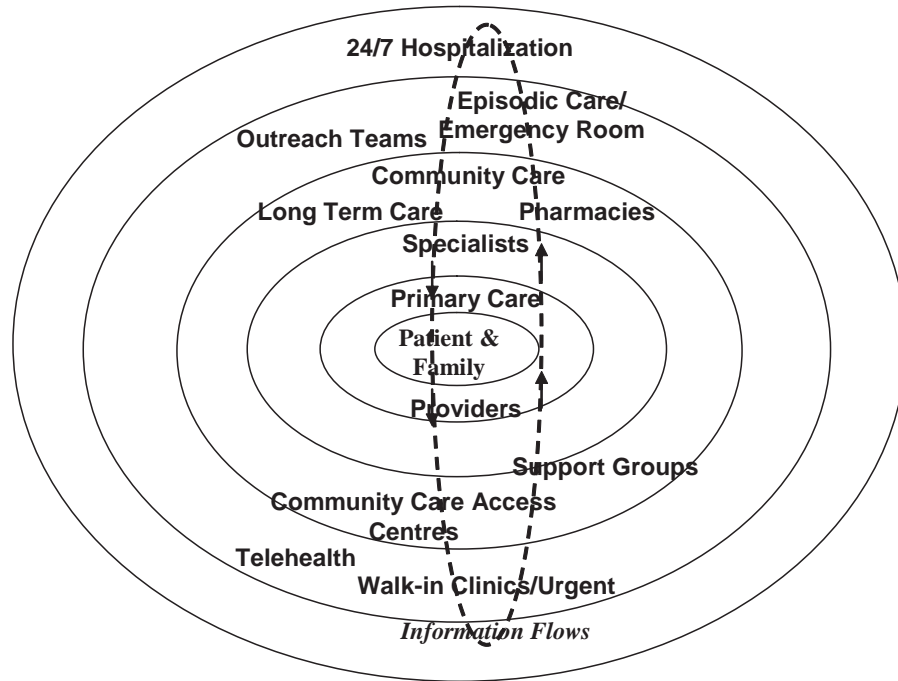 24/7 Hospitalization
Episodic Care/
Emergency Room
Outreach Teams
Community Care
Long Term Care
Pharmacies
Specialists
Primary Care
Patient &
Family
Providers
Support Groups
Community Care Access
Centres
Telehealth
Walk-in Clinics/Urgent
Information Flows